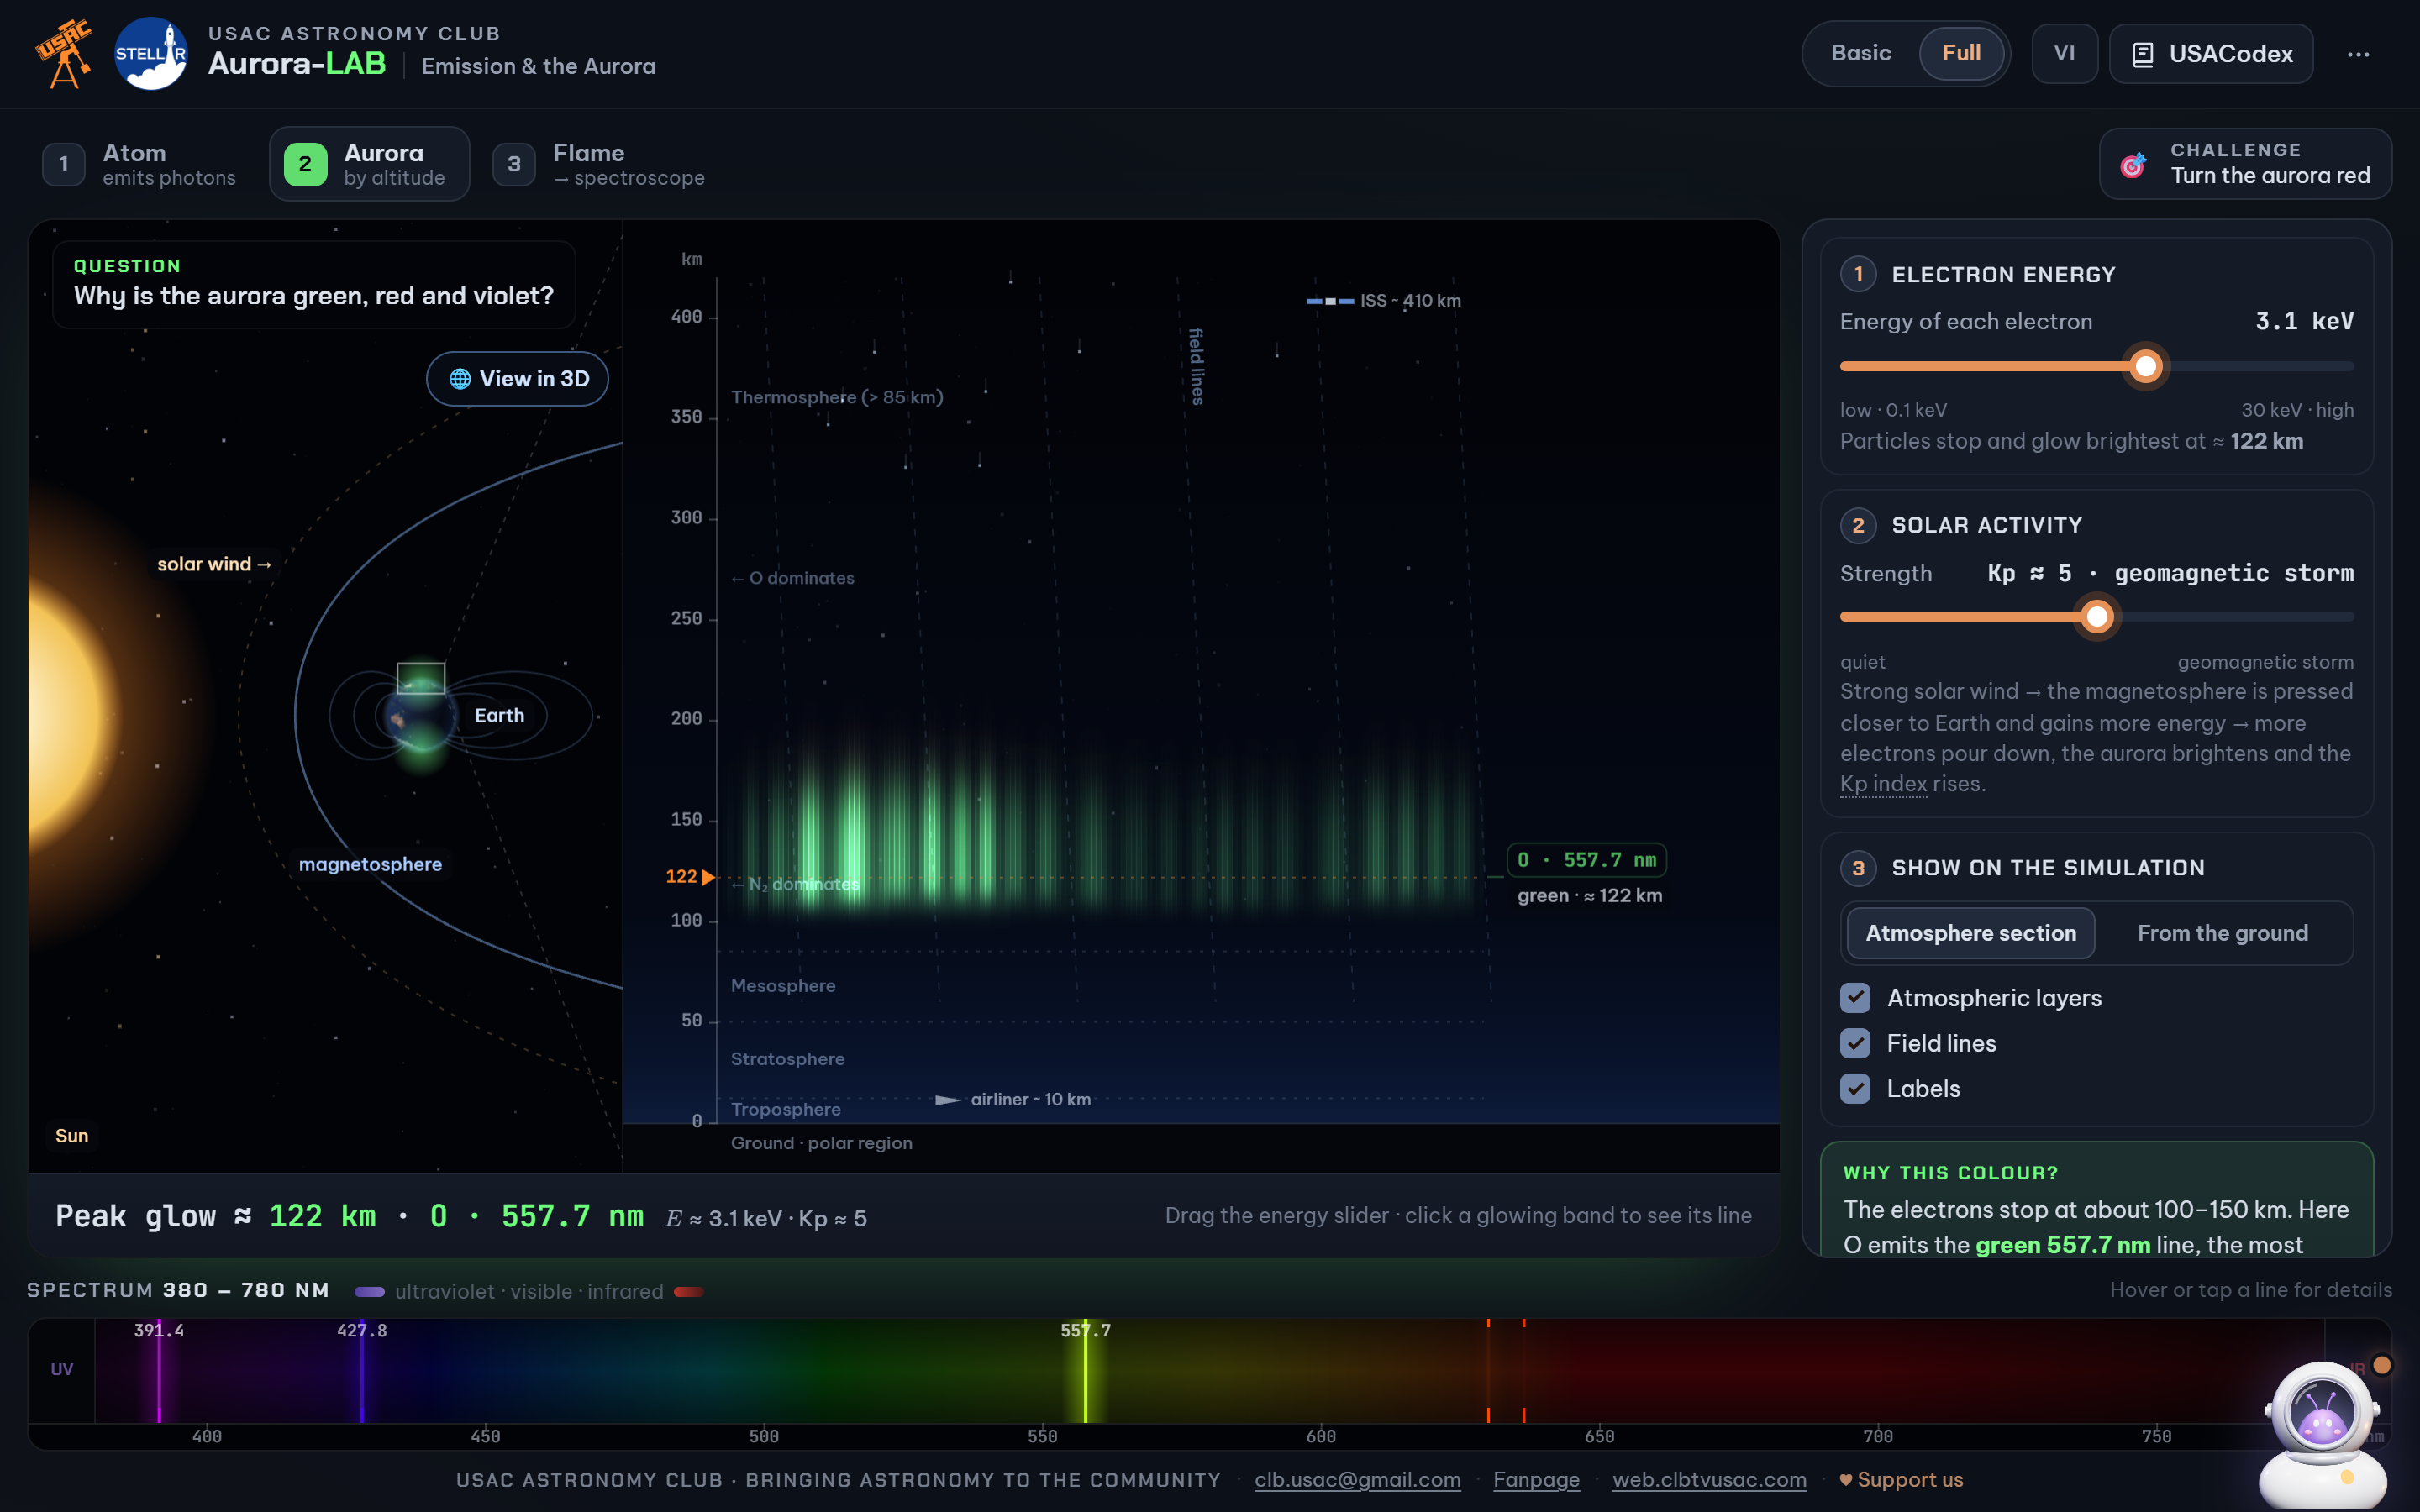 USAC
STELLAR
USAC ASTRONOMY CLUB
Aurora-LAB
Emission & the Aurora
Basic
Full
VI
USACodex
1
Atom
emits photons
2
Aurora
by altitude
3
Flame
→ spectroscope
CHALLENGE
Turn the aurora red
QUESTION
Why is the aurora green, red and violet?
View in 3D
solar wind →
Earth
magnetosphere
Sun
km
400
350
300
250
200
150
122
100
50
0
ISS ~ 410 km
field lines
Thermosphere (> 85 km)
← O dominates
← N₂ dominates
O · 557.7 nm
green · ≈ 122 km
Mesosphere
Stratosphere
Troposphere
airliner ~ 10 km
Ground · polar region
Peak glow ≈ 122 km · O · 557.7 nm E ≈ 3.1 keV · Kp ≈ 5
Drag the energy slider · click a glowing band to see its line
1 ELECTRON ENERGY
Energy of each electron 3.1 keV
low · 0.1 keV 30 keV · high
Particles stop and glow brightest at ≈ 122 km
2 SOLAR ACTIVITY
Strength Kp ≈ 5 · geomagnetic storm
quiet geomagnetic storm
Strong solar wind → the magnetosphere is pressed
closer to Earth and gains more energy → more
electrons pour down, the aurora brightens and the
Kp index rises.
3 SHOW ON THE SIMULATION
Atmosphere section From the ground
Atmospheric layers
Field lines
Labels
WHY THIS COLOUR?
The electrons stop at about 100–150 km. Here
O emits the green 557.7 nm line, the most
SPECTRUM 380 – 780 NM ultraviolet · visible · infrared
Hover or tap a line for details
391.4 427.8 557.7
UV IR
400 450 500 550 600 650 700 750 nm
USAC ASTRONOMY CLUB · BRINGING ASTRONOMY TO THE COMMUNITY · clb.usac@gmail.com · Fanpage · web.clbtvusac.com · Support us